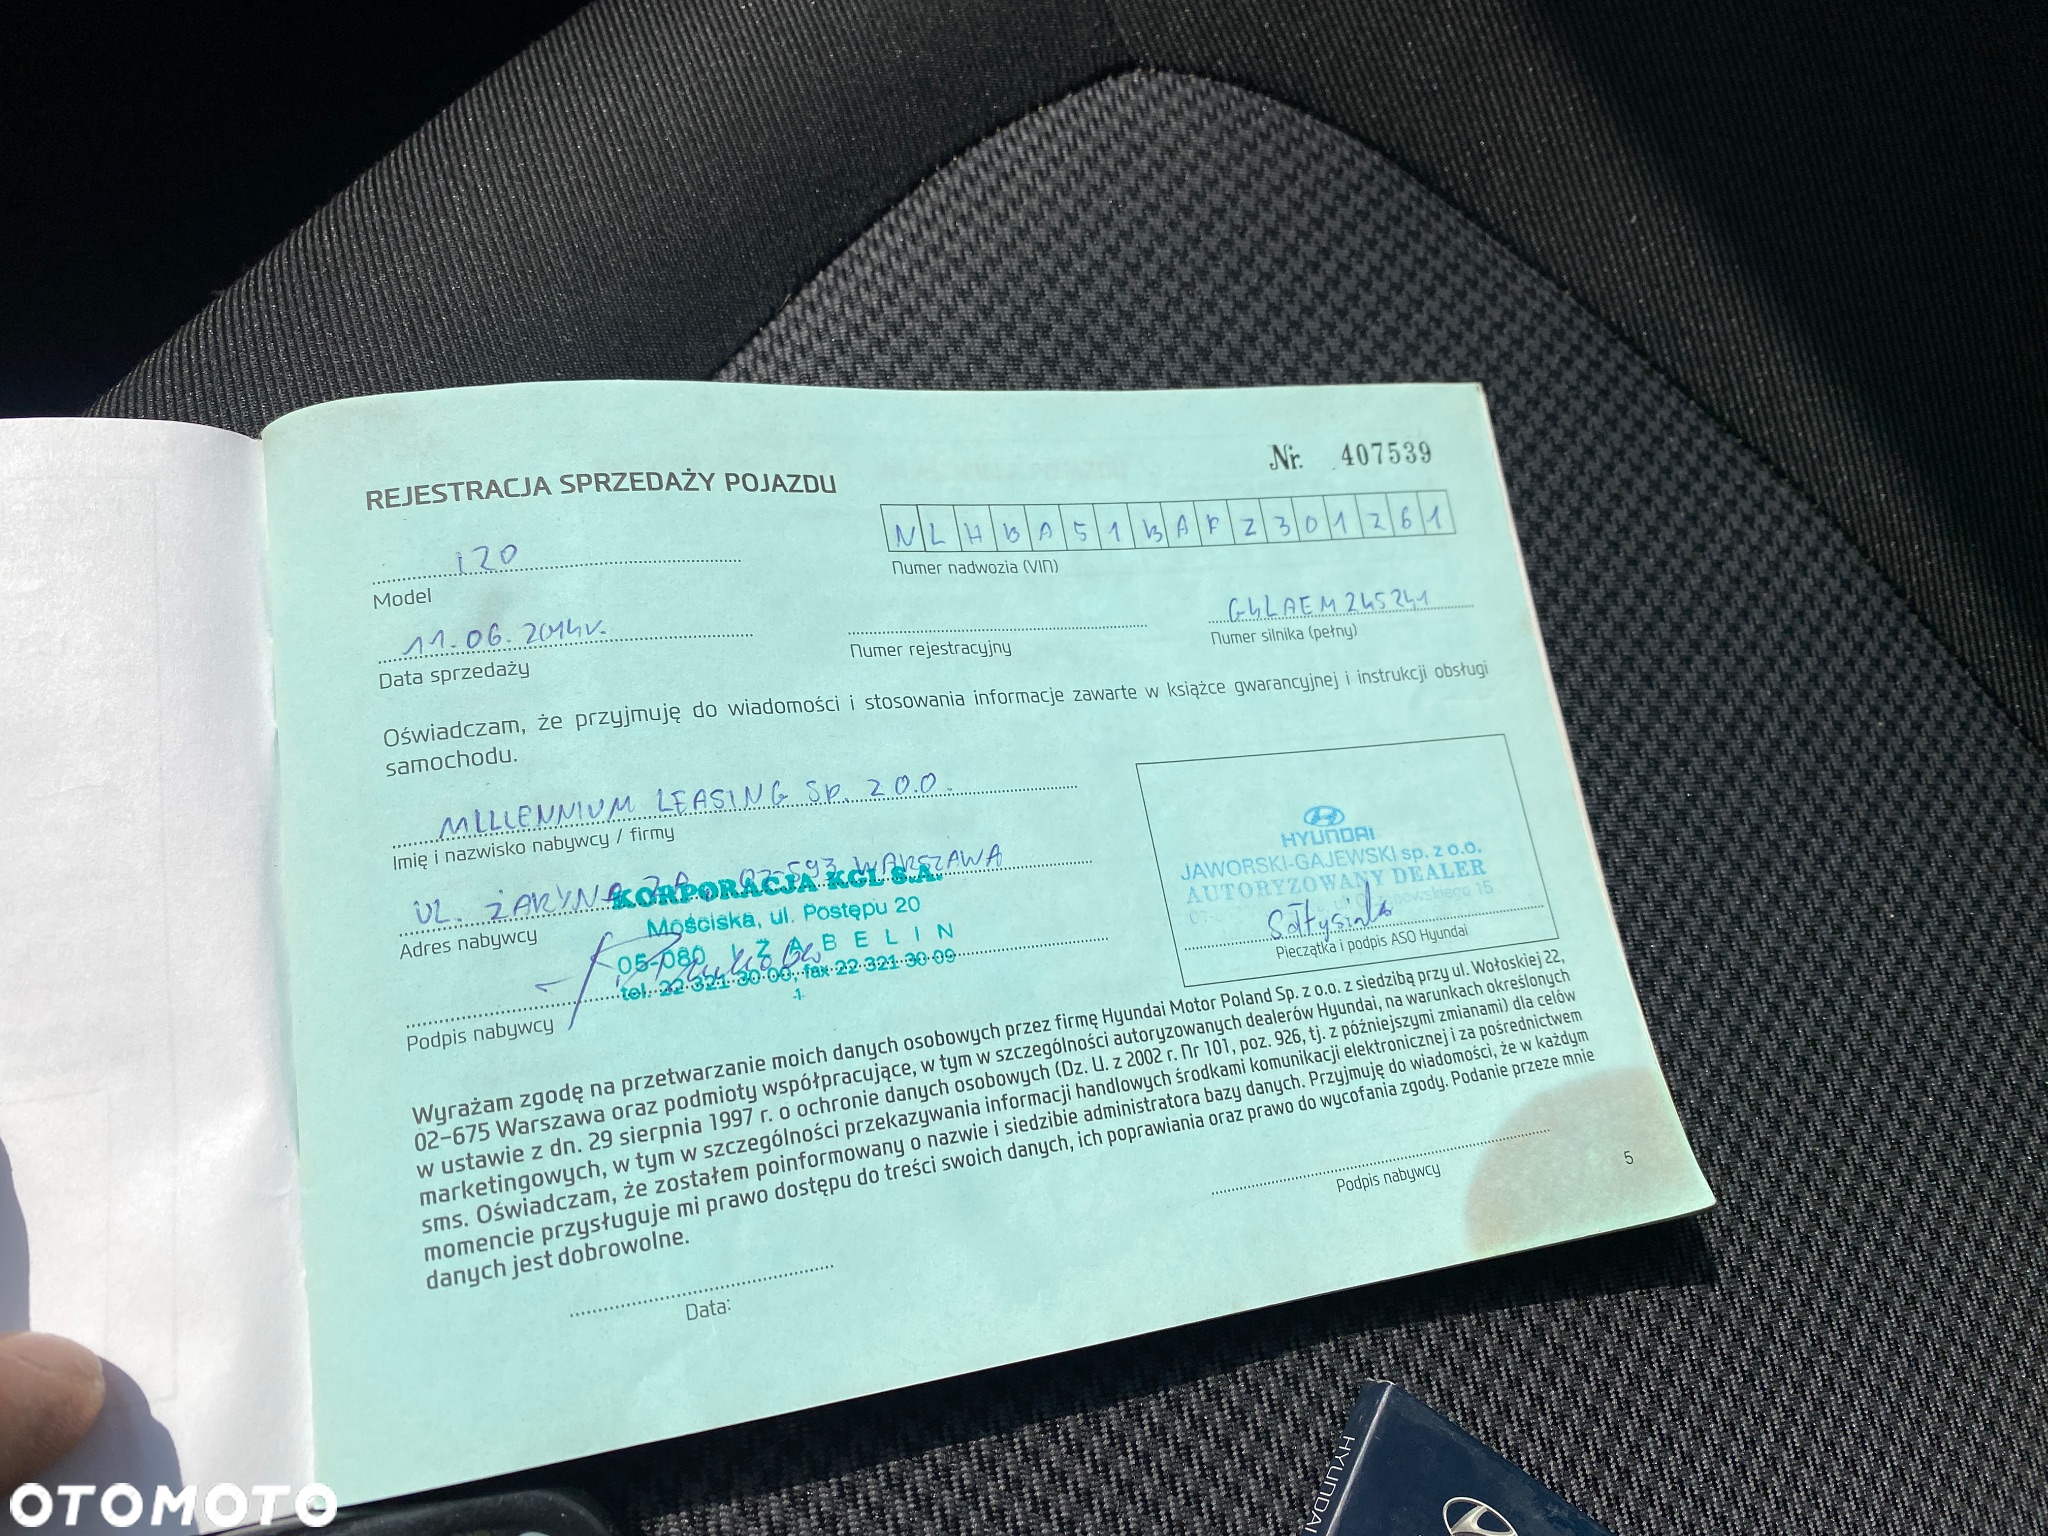 Nr. 407539
REJESTRACJA SPRZEDAŻY POJAZDU
i20
NLHBA51BAFZ301261
Model
Numer nadwozia (VIN)
11.06.2014r.
G4LAEM245241
Data sprzedaży
Numer rejestracyjny
Numer silnika (pełny)
Oświadczam, że przyjmuję do wiadomości i stosowania informacje zawarte w książce gwarancyjnej i instrukcji obsługi
samochodu.
MILLENNIUM LEASING Sp. z o.o.
Imię i nazwisko nabywcy / firmy
UL. ŻARYNA 2A, 02-593 WARSZAWA
Adres nabywcy
KORPORACJA KGL S.A.
Mościska, ul. Postępu 20
05-080 IZABELIN
tel. 22 321 30 00, fax 22 321 30 09
1
Podpis nabywcy
HYUNDAI
JAWORSKI-GAJEWSKI sp. z o.o.
AUTORYZOWANY DEALER
15
Pieczątka i podpis ASO Hyundai
Wyrażam zgodę na przetwarzanie moich danych osobowych przez firmę Hyundai Motor Poland Sp. z o.o. z siedzibą przy ul. Wołoskiej 22,
02-675 Warszawa oraz podmioty współpracujące, w tym w szczególności autoryzowanych dealerów Hyundai, na warunkach określonych
w ustawie z dn. 29 sierpnia 1997 r. o ochronie danych osobowych (Dz. U. z 2002 r. Nr 101, poz. 926, tj. z późniejszymi zmianami) dla celów
marketingowych, w tym w szczególności przekazywania informacji handlowych środkami komunikacji elektronicznej i za pośrednictwem
sms. Oświadczam, że zostałem poinformowany o nazwie i siedzibie administratora bazy danych. Przyjmuję do wiadomości, że w każdym
momencie przysługuje mi prawo dostępu do treści swoich danych, ich poprawiania oraz prawo do wycofania zgody. Podanie przeze mnie
danych jest dobrowolne.
Podpis nabywcy
Data:
5
HYUNDAI
OTOMOTO